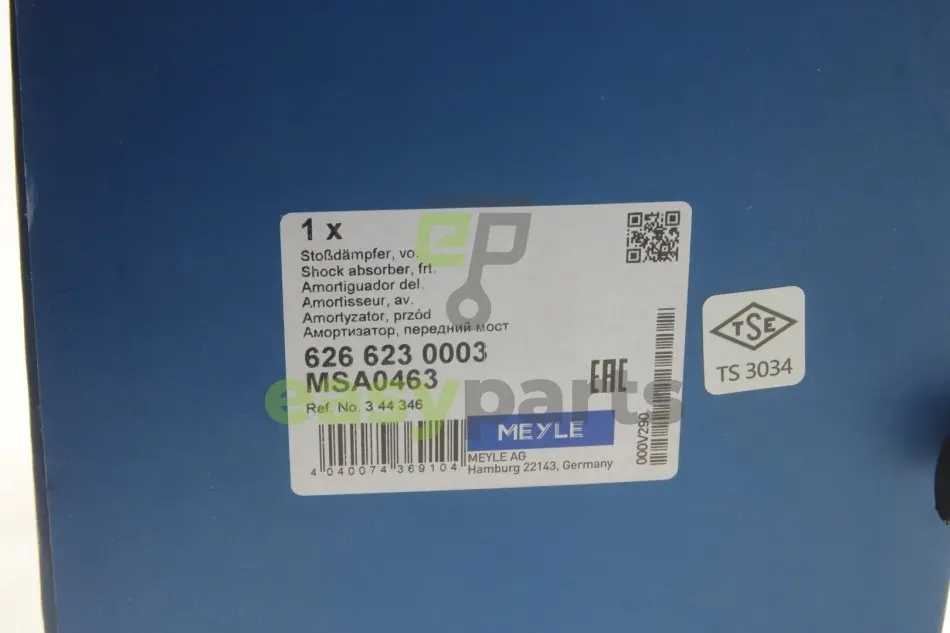 1 x
Stoßdämpfer, vo.
Shock absorber, frt.
Amortiguador del.
Amortisseur, av.
Amortyzator, przód
Амортизатор, передний мост
626 623 0003
MSA0463
Ref. No. 3 44 346
4 040074 369104
EAC
MEYLE
MEYLE AG
Hamburg 22143, Germany
000V290
TSE
TS 3034
ep
easyparts